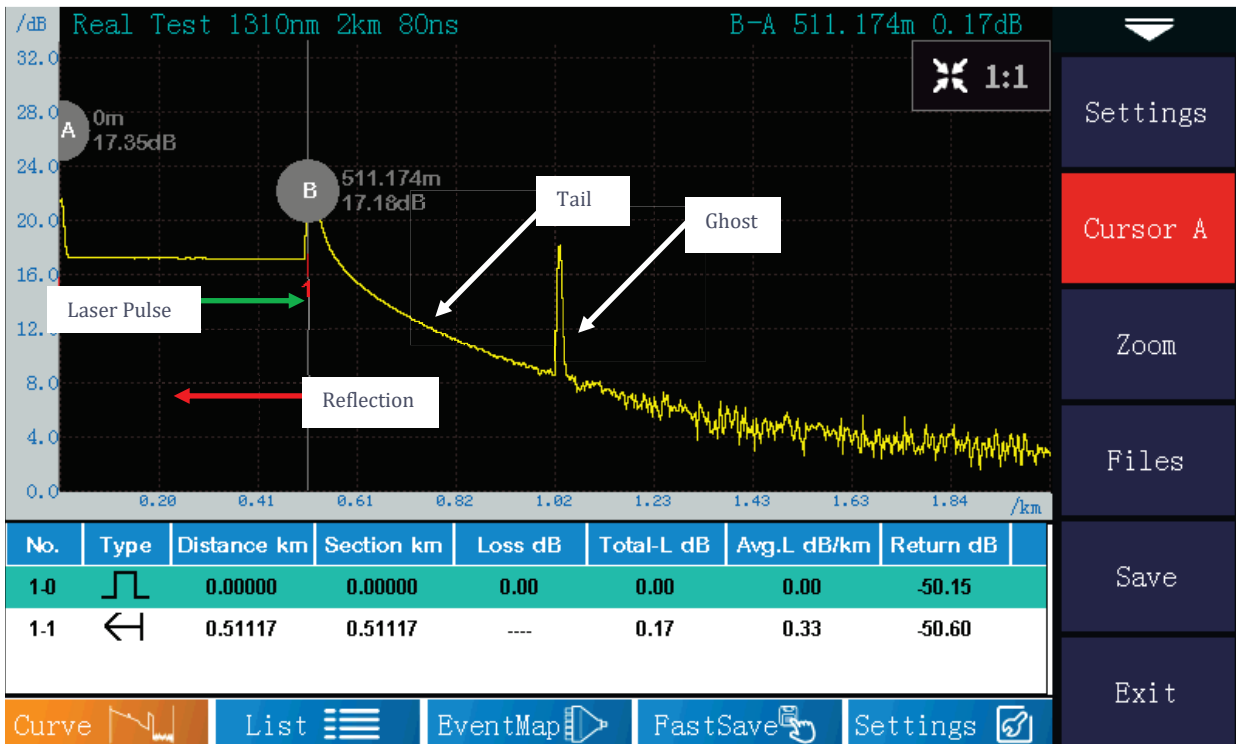 /dB Real Test 1310nm 2km 80ns B-A 511.174m 0.17dB
32.0
1:1
Settings
28.0
A 0m
17.35dB
24.0
B 511.174m
17.18dB
Tail
20.0
Ghost
Cursor A
16.0
Laser Pulse
12.0
Zoom
8.0
Reflection
4.0
Files
0.0
0.20 0.41 0.61 0.82 1.02 1.23 1.43 1.63 1.84 /km
No. Type Distance km Section km Loss dB Total-L dB Avg.L dB/km Return dB
1-0 0.00000 0.00000 0.00 0.00 0.00 -50.15
Save
1-1 0.51117 0.51117 ---- 0.17 0.33 -50.60
Exit
Curve List EventMap FastSave Settings